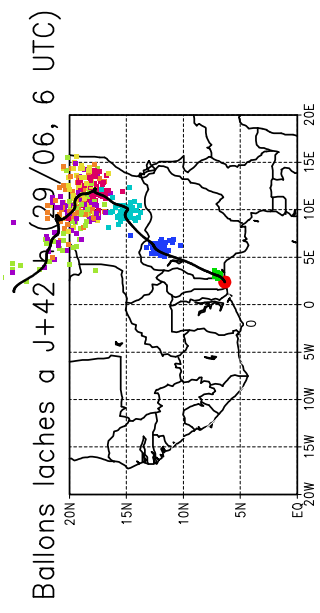 Ballons laches a J+42 h (29/06, 6 UTC)
20N
15N
10N
5N
EQ
0
20W 15W 10W 5W 0 5E 10E 15E 20E